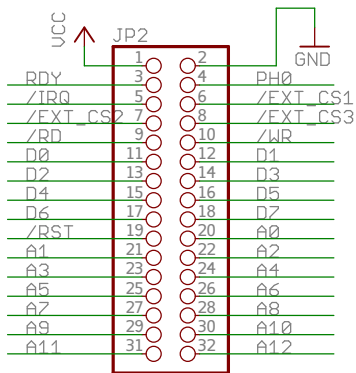 VCC
JP2
1 2
GND
RDY 3 4 PH0
/IRQ 5 6 /EXT_CS1
/EXT_CS2 7 8 /EXT_CS3
/RD 9 10 /WR
D0 11 12 D1
D2 13 14 D3
D4 15 16 D5
D6 17 18 D7
/RST 19 20 A0
A1 21 22 A2
A3 23 24 A4
A5 25 26 A6
A7 27 28 A8
A9 29 30 A10
A11 31 32 A12